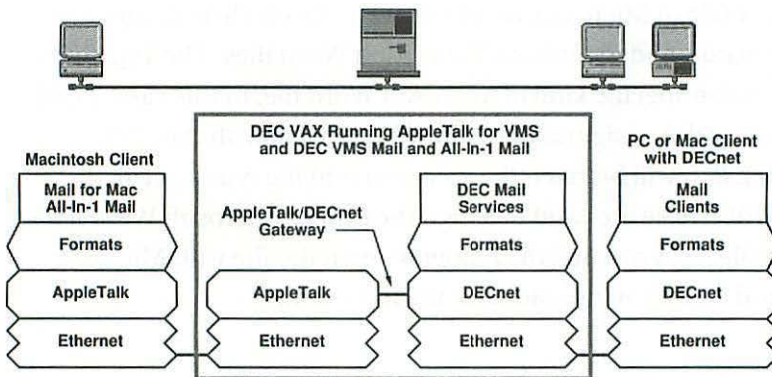 DEC VAX Running AppleTalk for VMS
and DEC VMS Mail and All-In-1 Mail
Macintosh Client
PC or Mac Client
with DECnet
Mail for Mac
All-In-1 Mail
Formats
AppleTalk
Ethernet
AppleTalk/DECnet
Gateway
AppleTalk
Ethernet
DEC Mail
Services
Formats
DECnet
Ethernet
Mail
Clients
Formats
DECnet
Ethernet